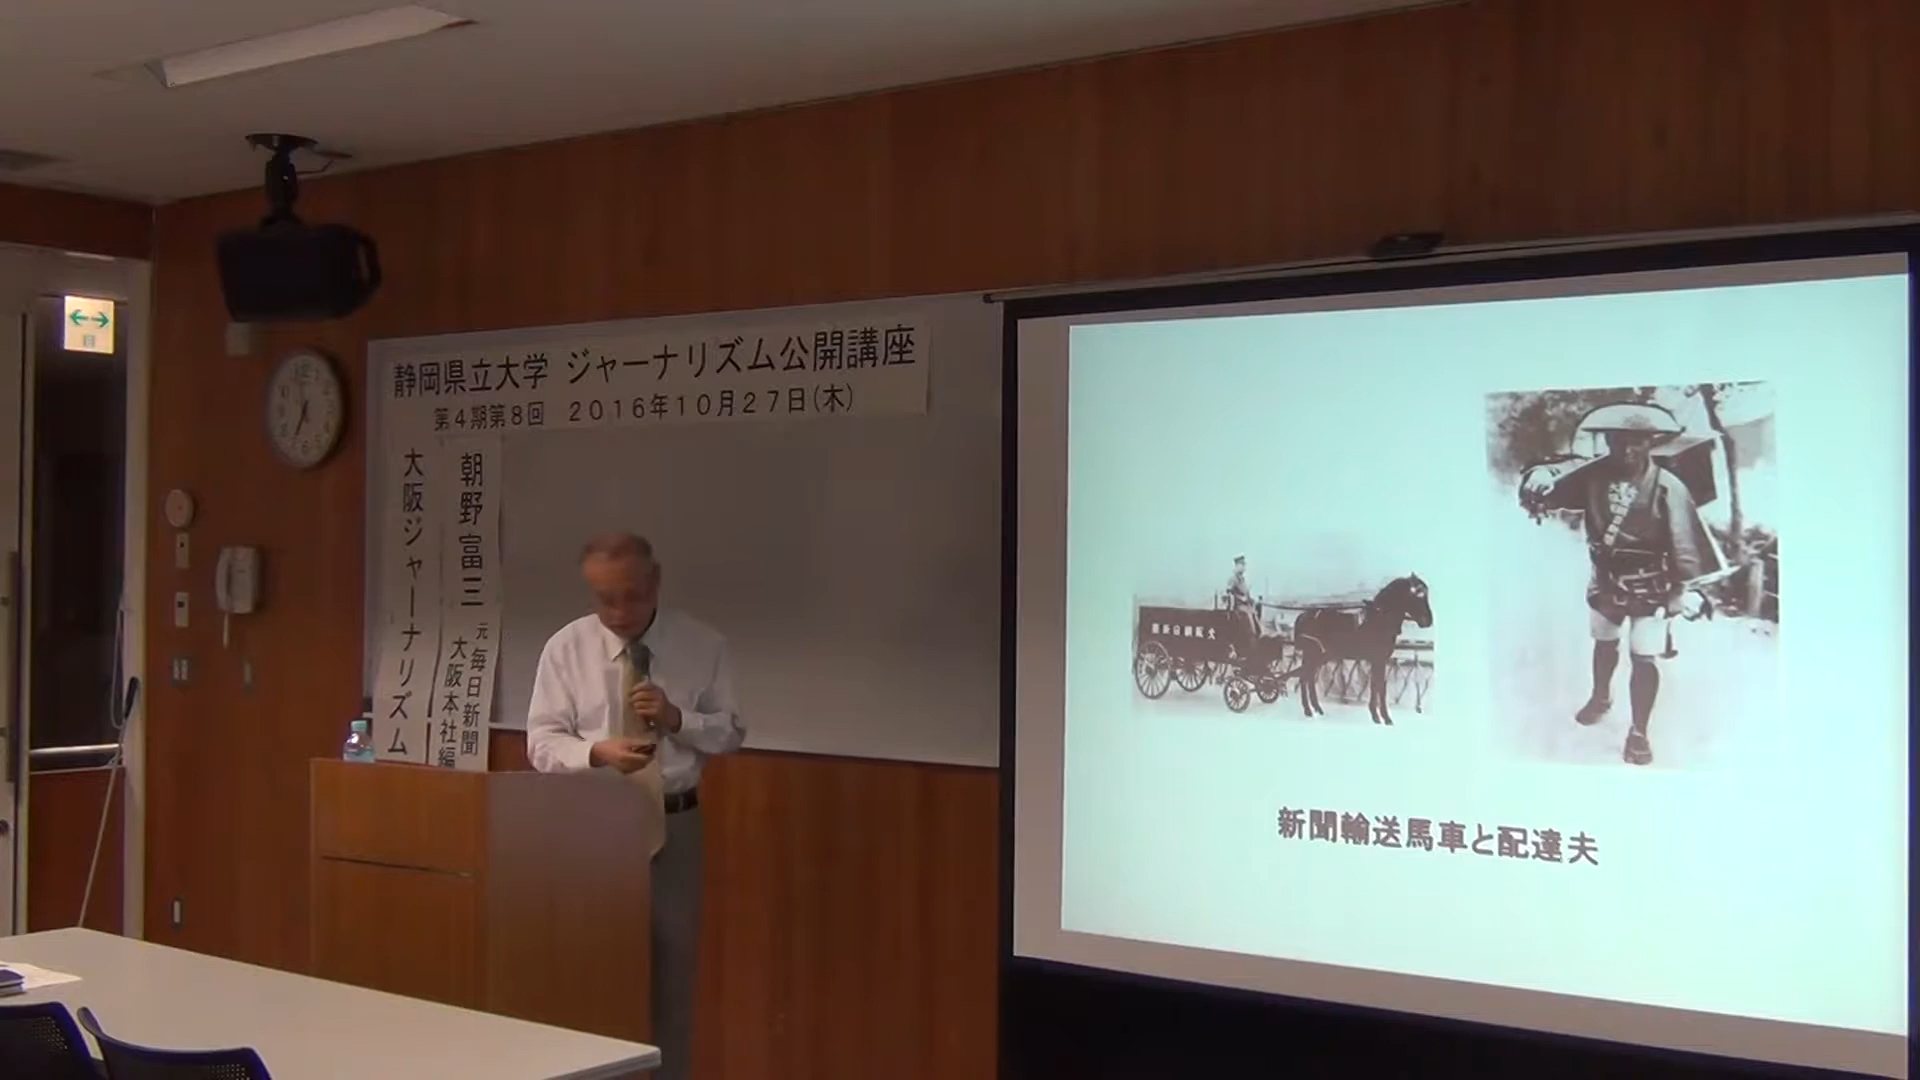 静岡県立大学 ジャーナリズム公開講座
第4期第8回 2016年10月27日(木)
大阪ジャーナリズム
朝野富三 元 毎日新聞
大阪本社編
新聞輸送馬車と配達夫